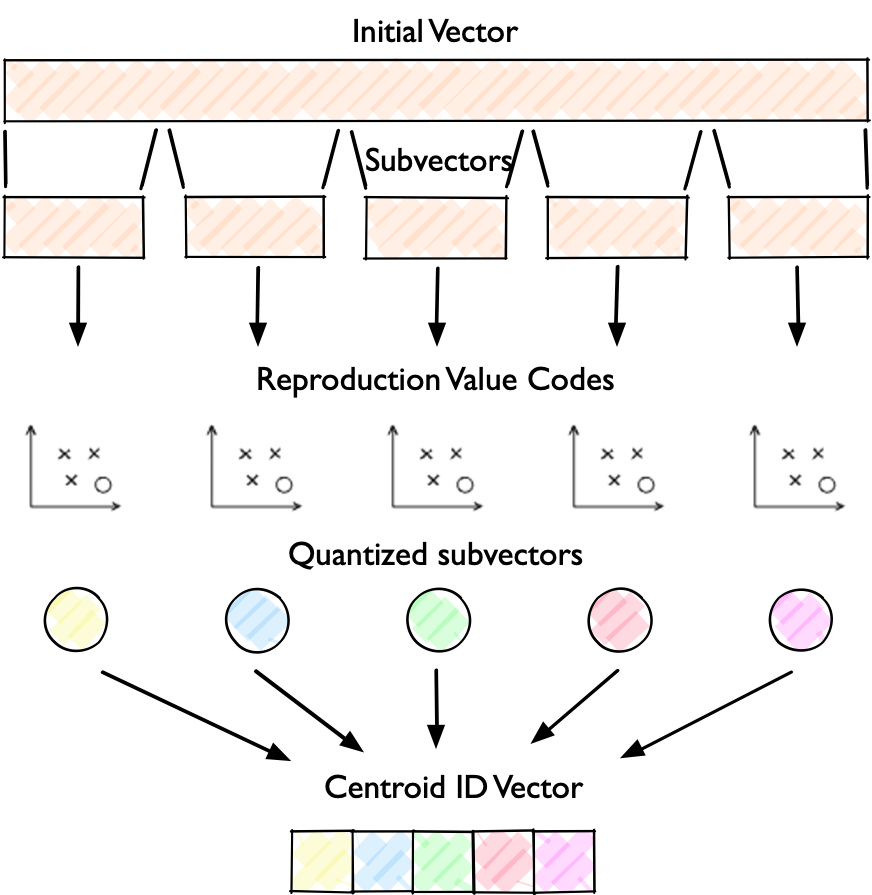 Initial Vector
Subvectors
Reproduction Value Codes
Quantized subvectors
Centroid ID Vector